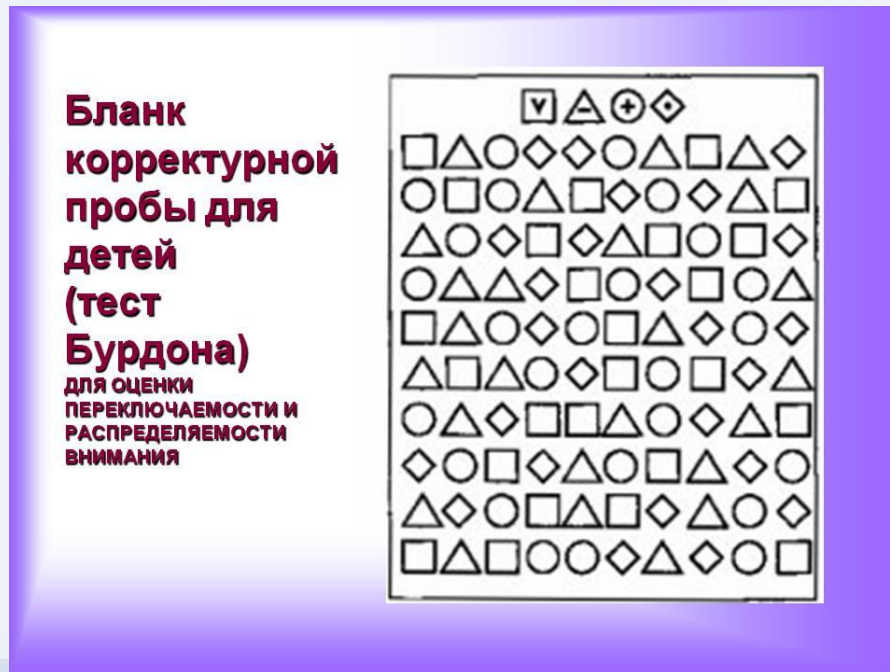 Бланк
корректурной
пробы для
детей
(тест
Бурдона)
ДЛЯ ОЦЕНКИ
ПЕРЕКЛЮЧАЕМОСТИ И
РАСПРЕДЕЛЯЕМОСТИ
ВНИМАНИЯ